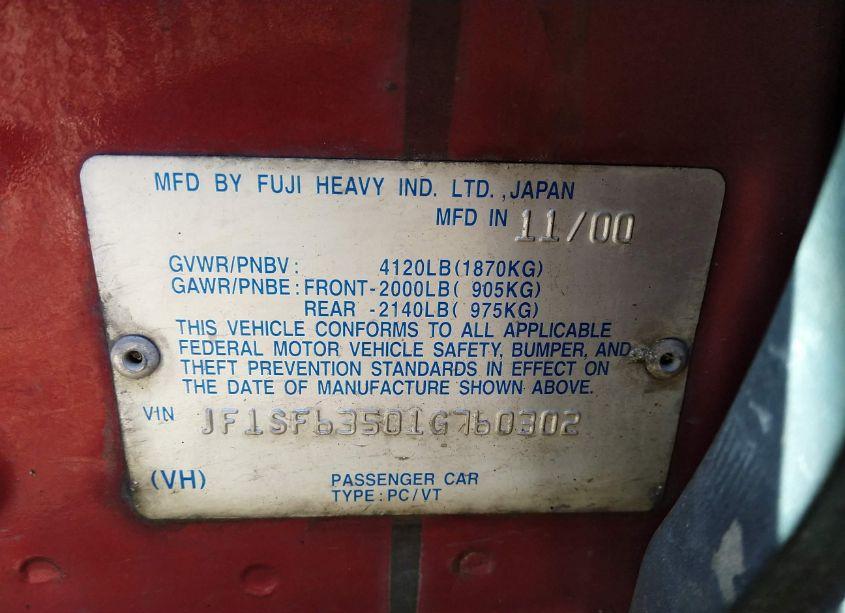 MFD BY FUJI HEAVY IND. LTD., JAPAN
MFD IN 11/00
GVWR/PNBV: 4120LB(1870KG)
GAWR/PNBE: FRONT-2000LB( 905KG)
REAR -2140LB( 975KG)
THIS VEHICLE CONFORMS TO ALL APPLICABLE
FEDERAL MOTOR VEHICLE SAFETY, BUMPER, AND
THEFT PREVENTION STANDARDS IN EFFECT ON
THE DATE OF MANUFACTURE SHOWN ABOVE.
VIN JF1SF63501G760302
(VH) PASSENGER CAR
TYPE: PC/VT